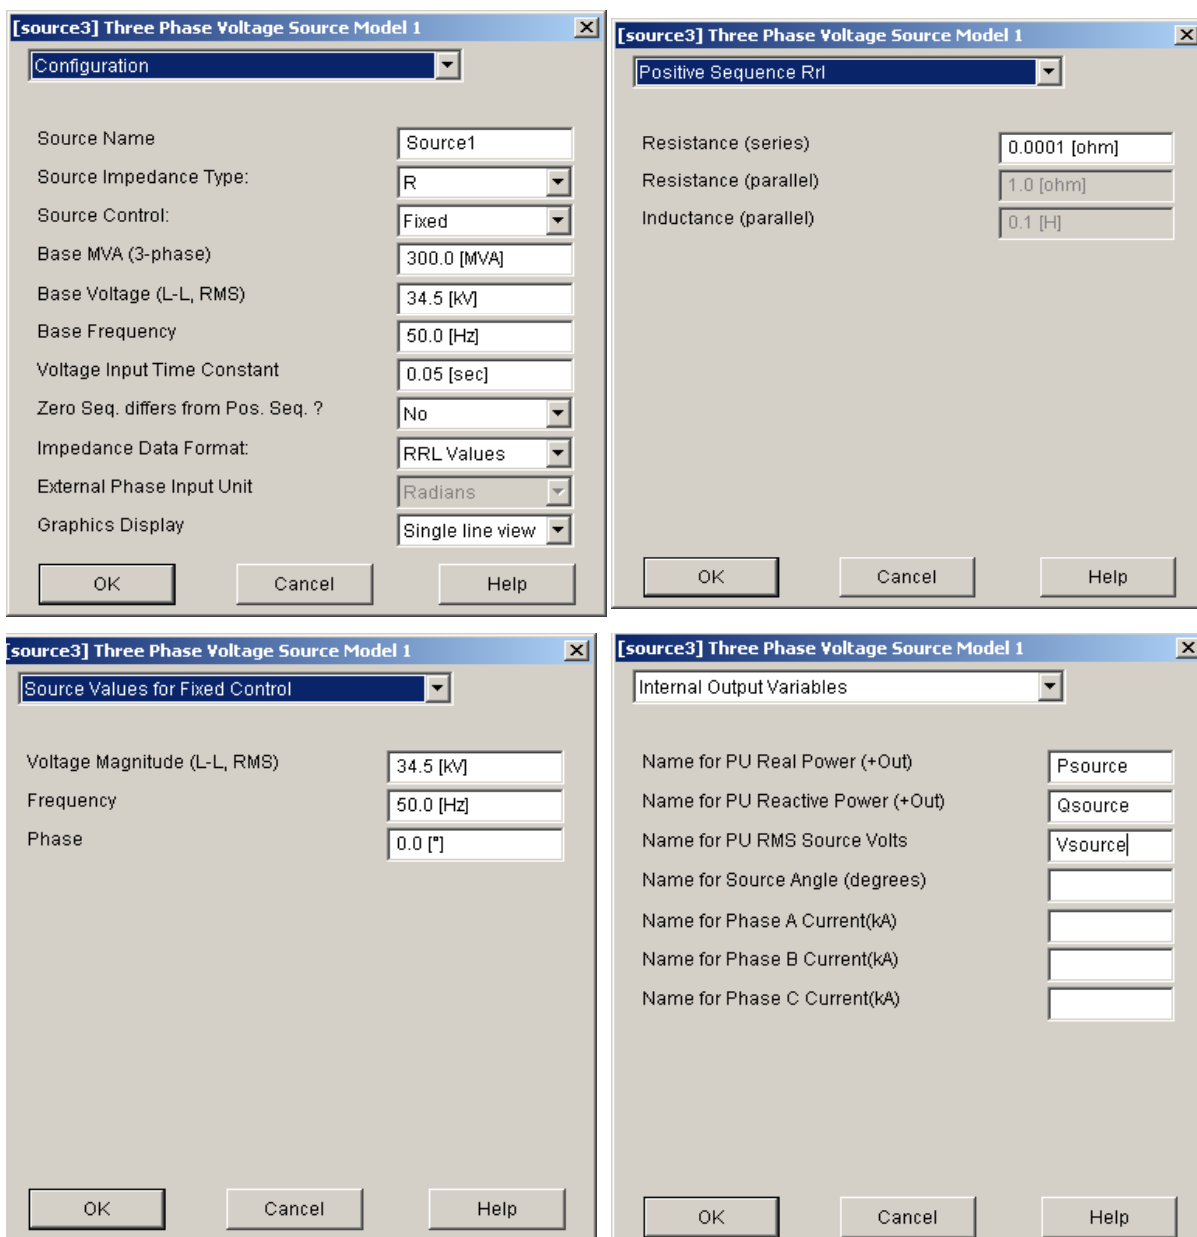 [source3] Three Phase Voltage Source Model 1
Configuration
Source Name Source1
Source Impedance Type: R
Source Control: Fixed
Base MVA (3-phase) 300.0 [MVA]
Base Voltage (L-L, RMS) 34.5 [kV]
Base Frequency 50.0 [Hz]
Voltage Input Time Constant 0.05 [sec]
Zero Seq. differs from Pos. Seq. ? No
Impedance Data Format: RRL Values
External Phase Input Unit Radians
Graphics Display Single line view
OK Cancel Help
[source3] Three Phase Voltage Source Model 1
Positive Sequence Rrl
Resistance (series) 0.0001 [ohm]
Resistance (parallel) 1.0 [ohm]
Inductance (parallel) 0.1 [H]
OK Cancel Help
[source3] Three Phase Voltage Source Model 1
Source Values for Fixed Control
Voltage Magnitude (L-L, RMS) 34.5 [kV]
Frequency 50.0 [Hz]
Phase 0.0 [°]
OK Cancel Help
[source3] Three Phase Voltage Source Model 1
Internal Output Variables
Name for PU Real Power (+Out) Psource
Name for PU Reactive Power (+Out) Qsource
Name for PU RMS Source Volts Vsource
Name for Source Angle (degrees)
Name for Phase A Current(kA)
Name for Phase B Current(kA)
Name for Phase C Current(kA)
OK Cancel Help